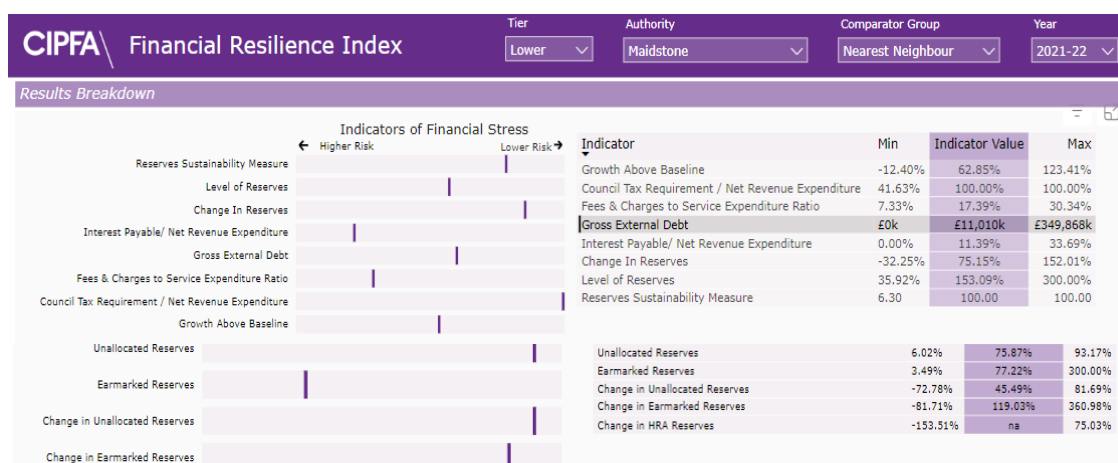 CIPFA Financial Resilience Index
Tier Authority Comparator Group Year
Lower Maidstone Nearest Neighbour 2021-22
Results Breakdown
Indicators of Financial Stress
← Higher Risk Lower Risk →
Reserves Sustainability Measure
Level of Reserves
Change In Reserves
Interest Payable/ Net Revenue Expenditure
Gross External Debt
Fees & Charges to Service Expenditure Ratio
Council Tax Requirement / Net Revenue Expenditure
Growth Above Baseline
Unallocated Reserves
Earmarked Reserves
Change in Unallocated Reserves
Change in Earmarked Reserves
Indicator Min Indicator Value Max
Growth Above Baseline -12.40% 62.85% 123.41%
Council Tax Requirement / Net Revenue Expenditure 41.63% 100.00% 100.00%
Fees & Charges to Service Expenditure Ratio 7.33% 17.39% 30.34%
Gross External Debt £0k £11,010k £349,868k
Interest Payable/ Net Revenue Expenditure 0.00% 11.39% 33.69%
Change In Reserves -32.25% 75.15% 152.01%
Level of Reserves 35.92% 153.09% 300.00%
Reserves Sustainability Measure 6.30 100.00 100.00
Unallocated Reserves 6.02% 75.87% 93.17%
Earmarked Reserves 3.49% 77.22% 300.00%
Change in Unallocated Reserves -72.78% 45.49% 81.69%
Change in Earmarked Reserves -81.71% 119.03% 360.98%
Change in HRA Reserves -153.51% na 75.03%